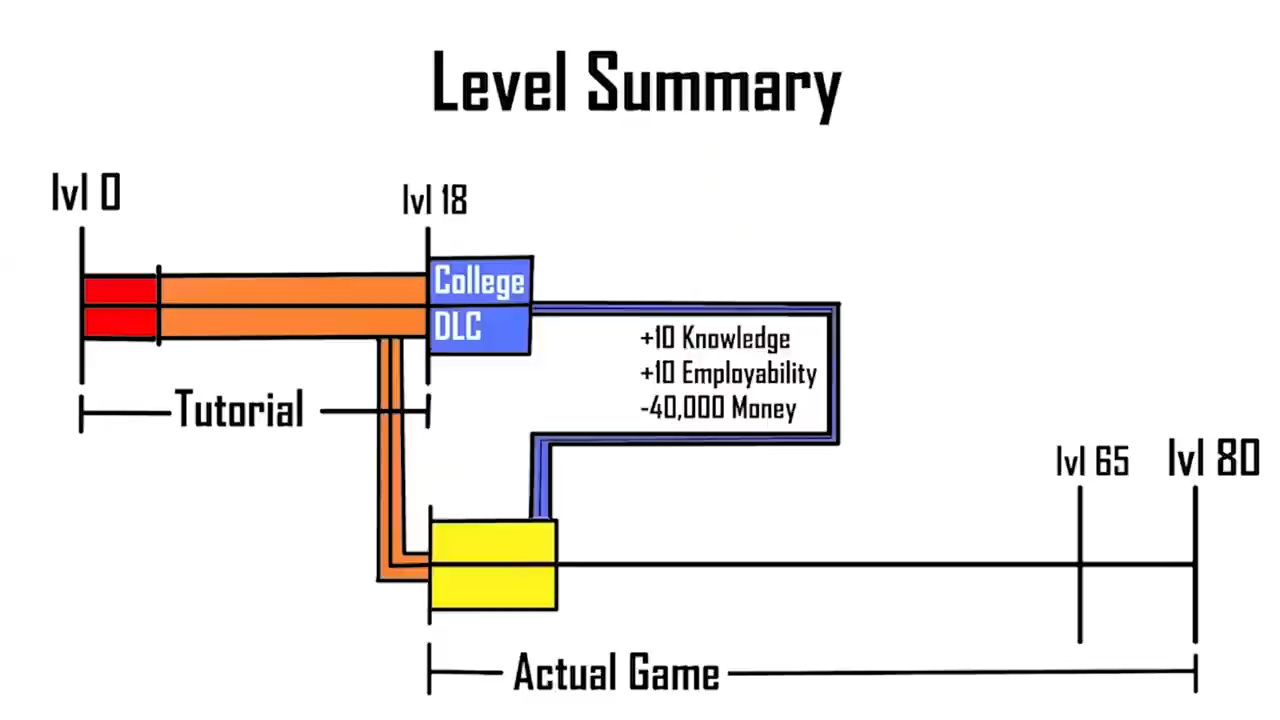 Level Summary
lvl 0
lvl 18
College
DLC
+10 Knowledge
+10 Employability
-40,000 Money
Tutorial
lvl 65
lvl 80
Actual Game